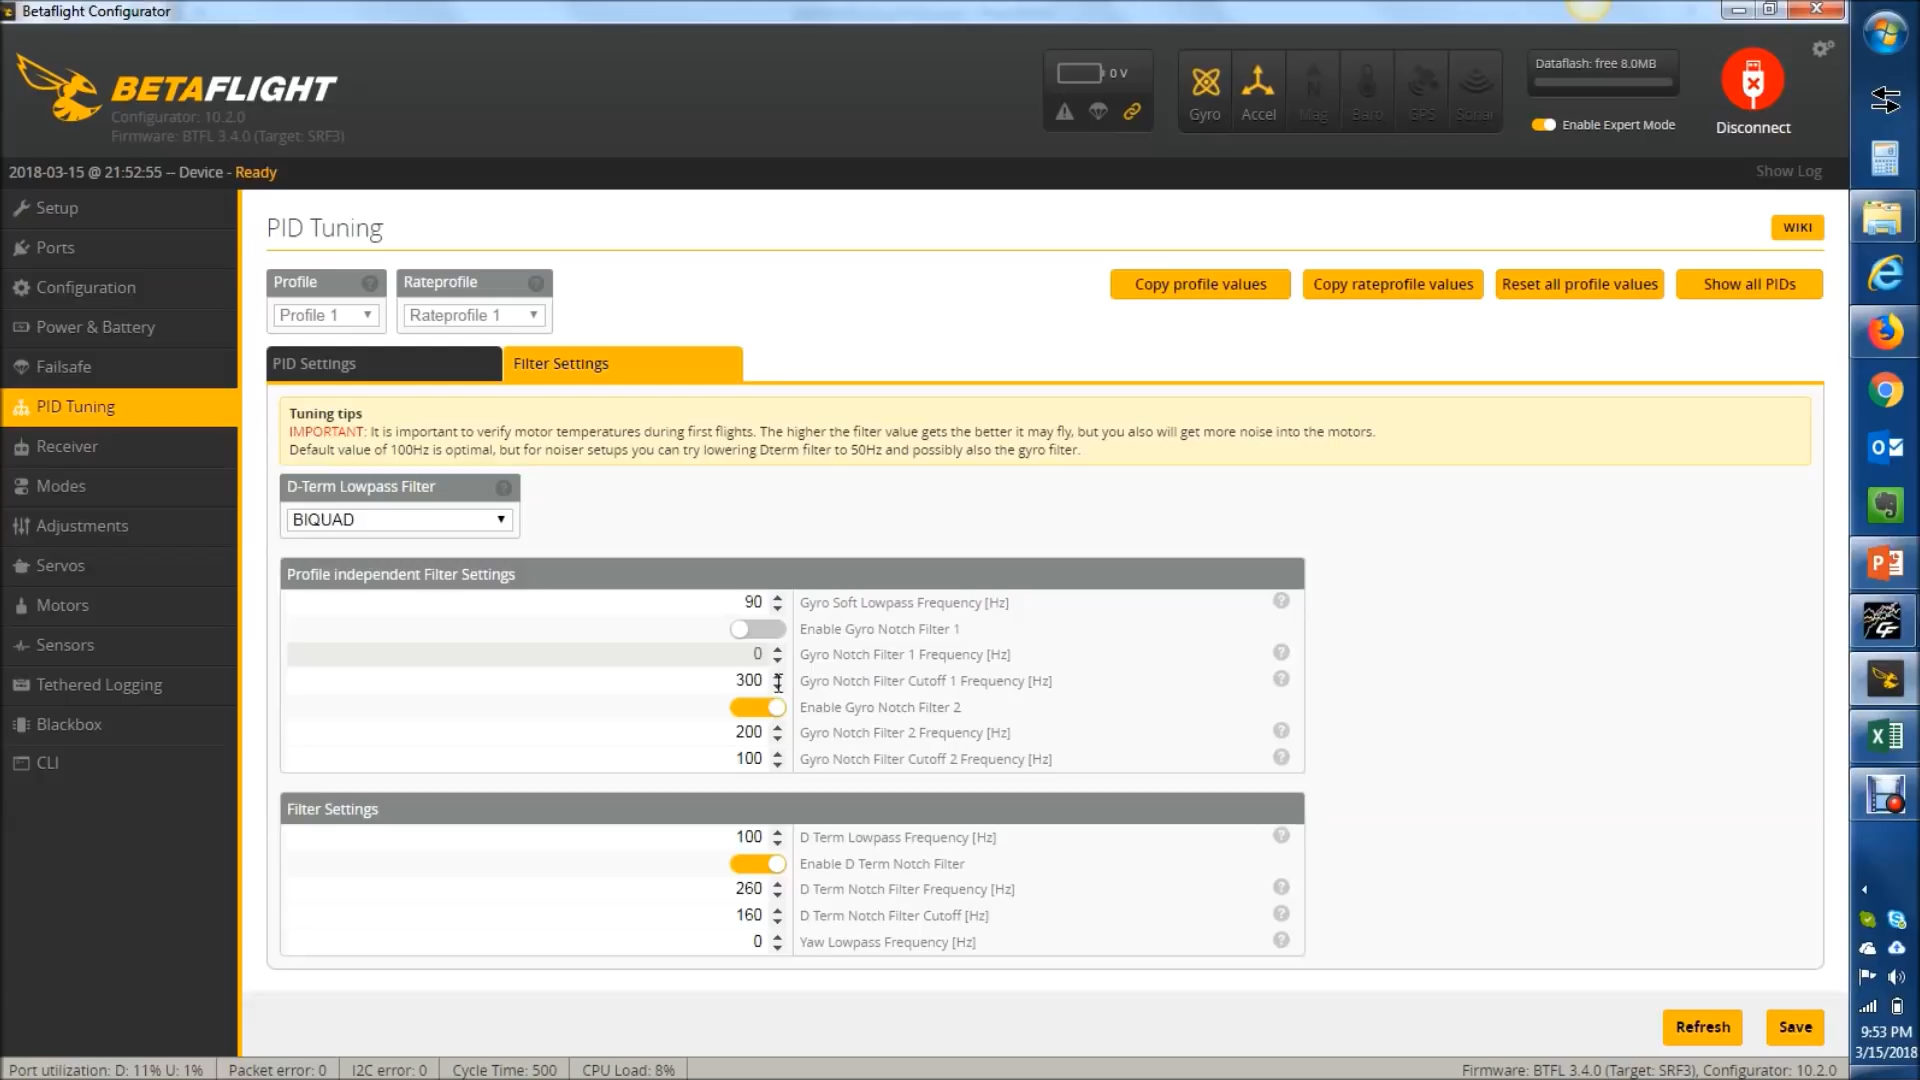 Betaflight Configurator
BETAFLIGHT
Configurator: 10.2.0
Firmware: BTFL 3.4.0 (Target: SRF3)
0 V
Gyro
Accel
Mag
Baro
GPS
Sonar
Dataflash: free 8.0MB
Enable Expert Mode
Disconnect
2018-03-15 @ 21:52:55 -- Device - Ready
Show Log
Setup
Ports
Configuration
Power & Battery
Failsafe
PID Tuning
Receiver
Modes
Adjustments
Servos
Motors
Sensors
Tethered Logging
Blackbox
CLI
PID Tuning
WIKI
Profile
Profile 1
Rateprofile
Rateprofile 1
Copy profile values
Copy rateprofile values
Reset all profile values
Show all PIDs
PID Settings
Filter Settings
Tuning tips
IMPORTANT: It is important to verify motor temperatures during first flights. The higher the filter value gets the better it may fly, but you also will get more noise into the motors.
Default value of 100Hz is optimal, but for noiser setups you can try lowering Dterm filter to 50Hz and possibly also the gyro filter.
D-Term Lowpass Filter
BIQUAD
Profile independent Filter Settings
90 Gyro Soft Lowpass Frequency [Hz]
Enable Gyro Notch Filter 1
0 Gyro Notch Filter 1 Frequency [Hz]
300 Gyro Notch Filter Cutoff 1 Frequency [Hz]
Enable Gyro Notch Filter 2
200 Gyro Notch Filter 2 Frequency [Hz]
100 Gyro Notch Filter Cutoff 2 Frequency [Hz]
Filter Settings
100 D Term Lowpass Frequency [Hz]
Enable D Term Notch Filter
260 D Term Notch Filter Frequency [Hz]
160 D Term Notch Filter Cutoff [Hz]
0 Yaw Lowpass Frequency [Hz]
Refresh
Save
Port utilization: D: 11% U: 1%
Packet error: 0
I2C error: 0
Cycle Time: 500
CPU Load: 8%
Firmware: BTFL 3.4.0 (Target: SRF3), Configurator: 10.2.0
9:53 PM
3/15/2018